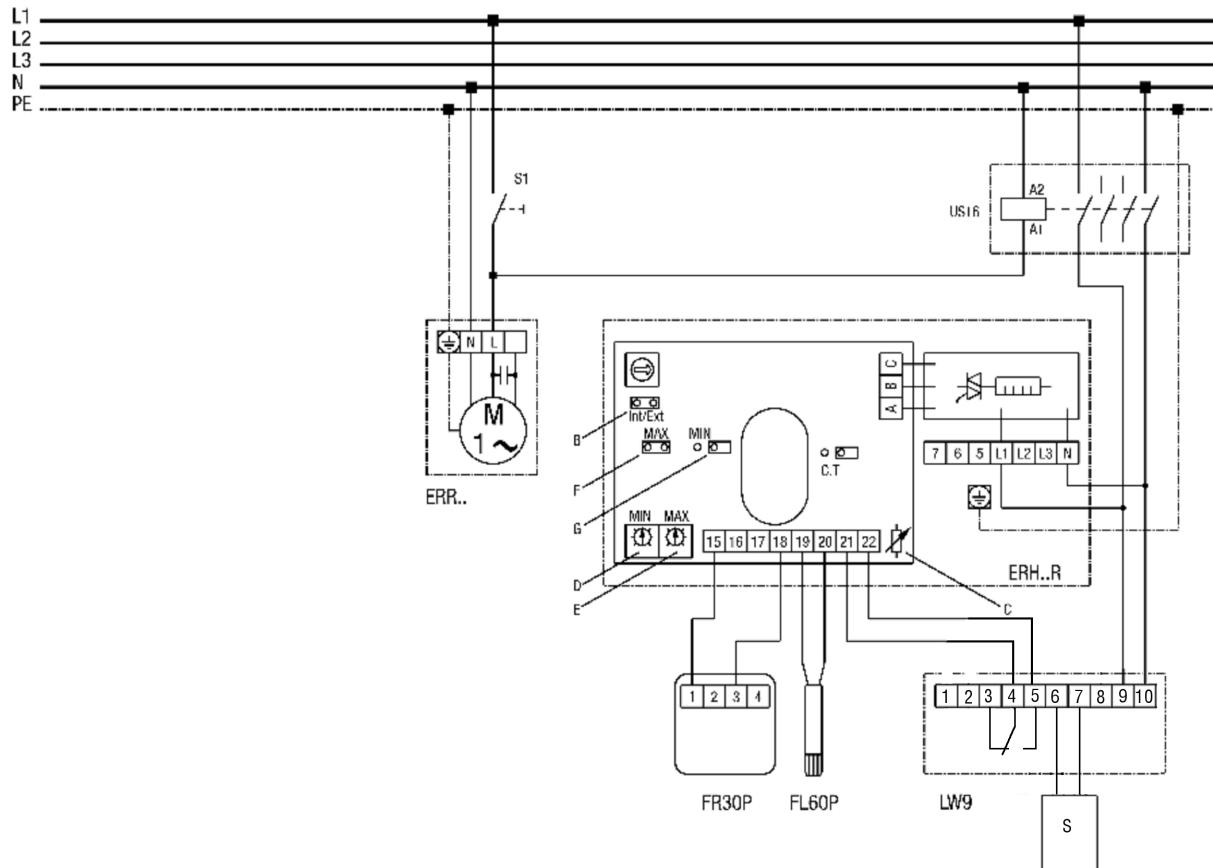 L1
L2
L3
N
PE
S1
US16
A2
A1
N L
M
1~
ERR..
Int/Ext
MAX MIN
C.T
C
B
A
7 6 5 L1 L2 L3 N
B
F
G
MIN MAX
15 16 17 18 19 20 21 22
D
E
C
ERH..R
1 2 3 4
FR30P
FL60P
1 2 3 4 5 6 7 8 9 10
LW9
S